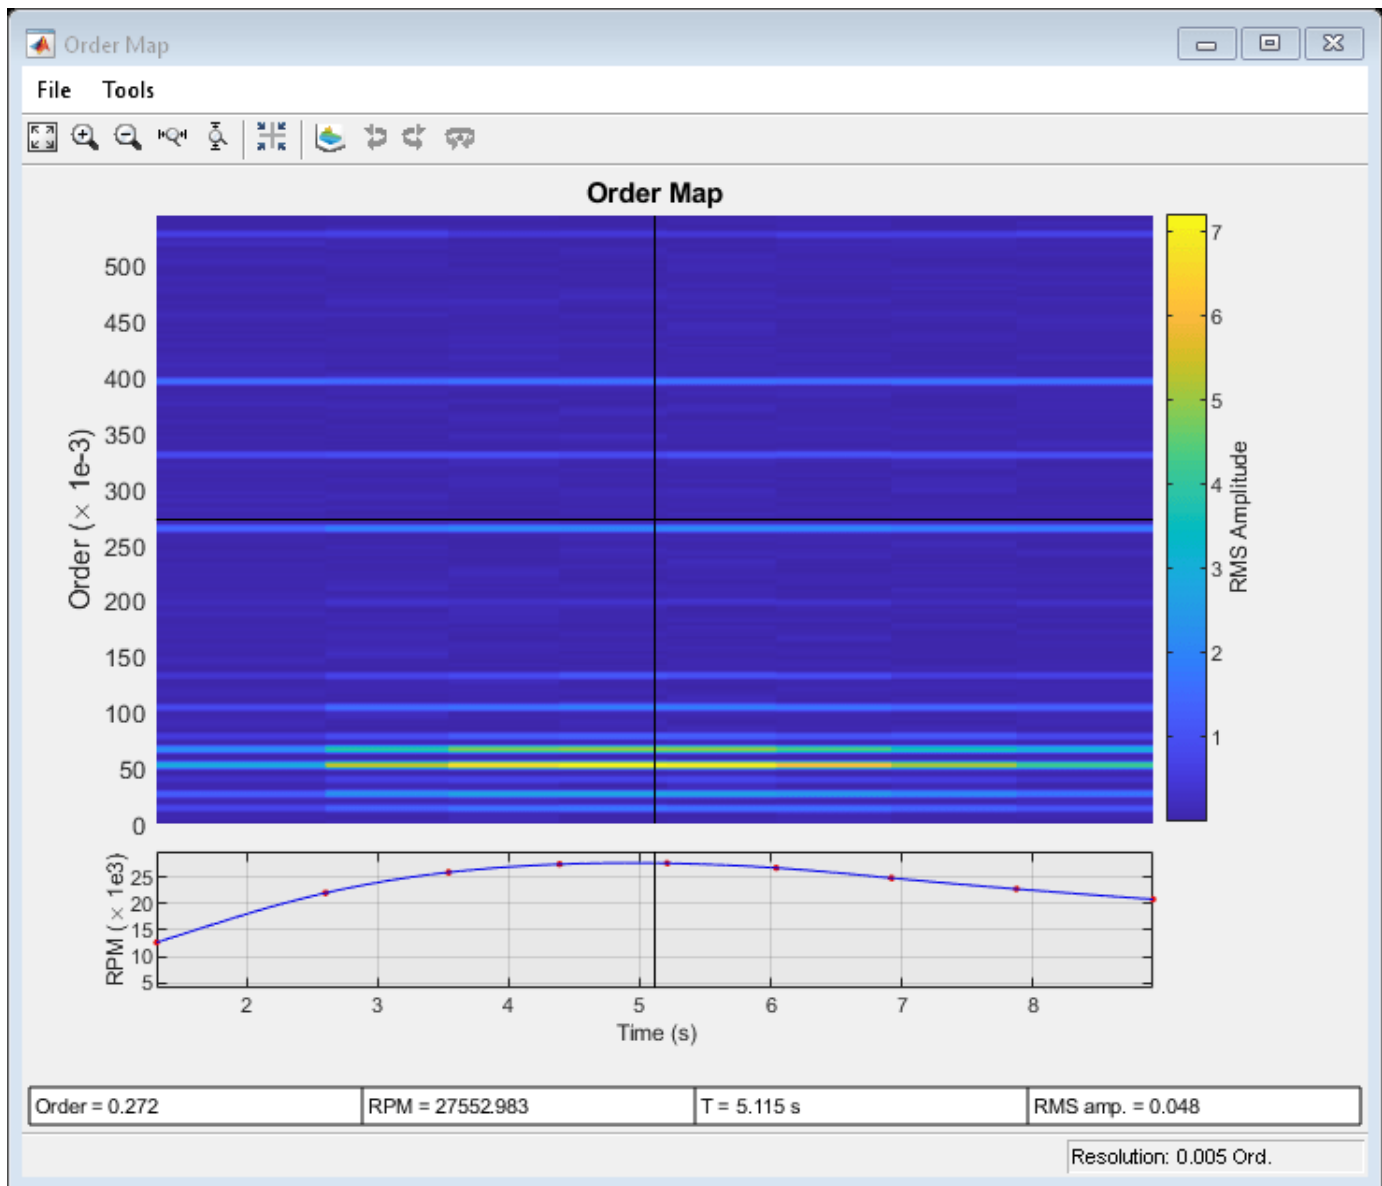 Order Map
File Tools
Order Map
Order (× 1e-3)
500
450
400
350
300
250
200
150
100
50
0
7
6
5
4
3
2
1
RMS Amplitude
RPM (× 1e3)
25
20
15
10
5
2 3 4 5 6 7 8
Time (s)
Order = 0.272 RPM = 27552.983 T = 5.115 s RMS amp. = 0.048
Resolution: 0.005 Ord.